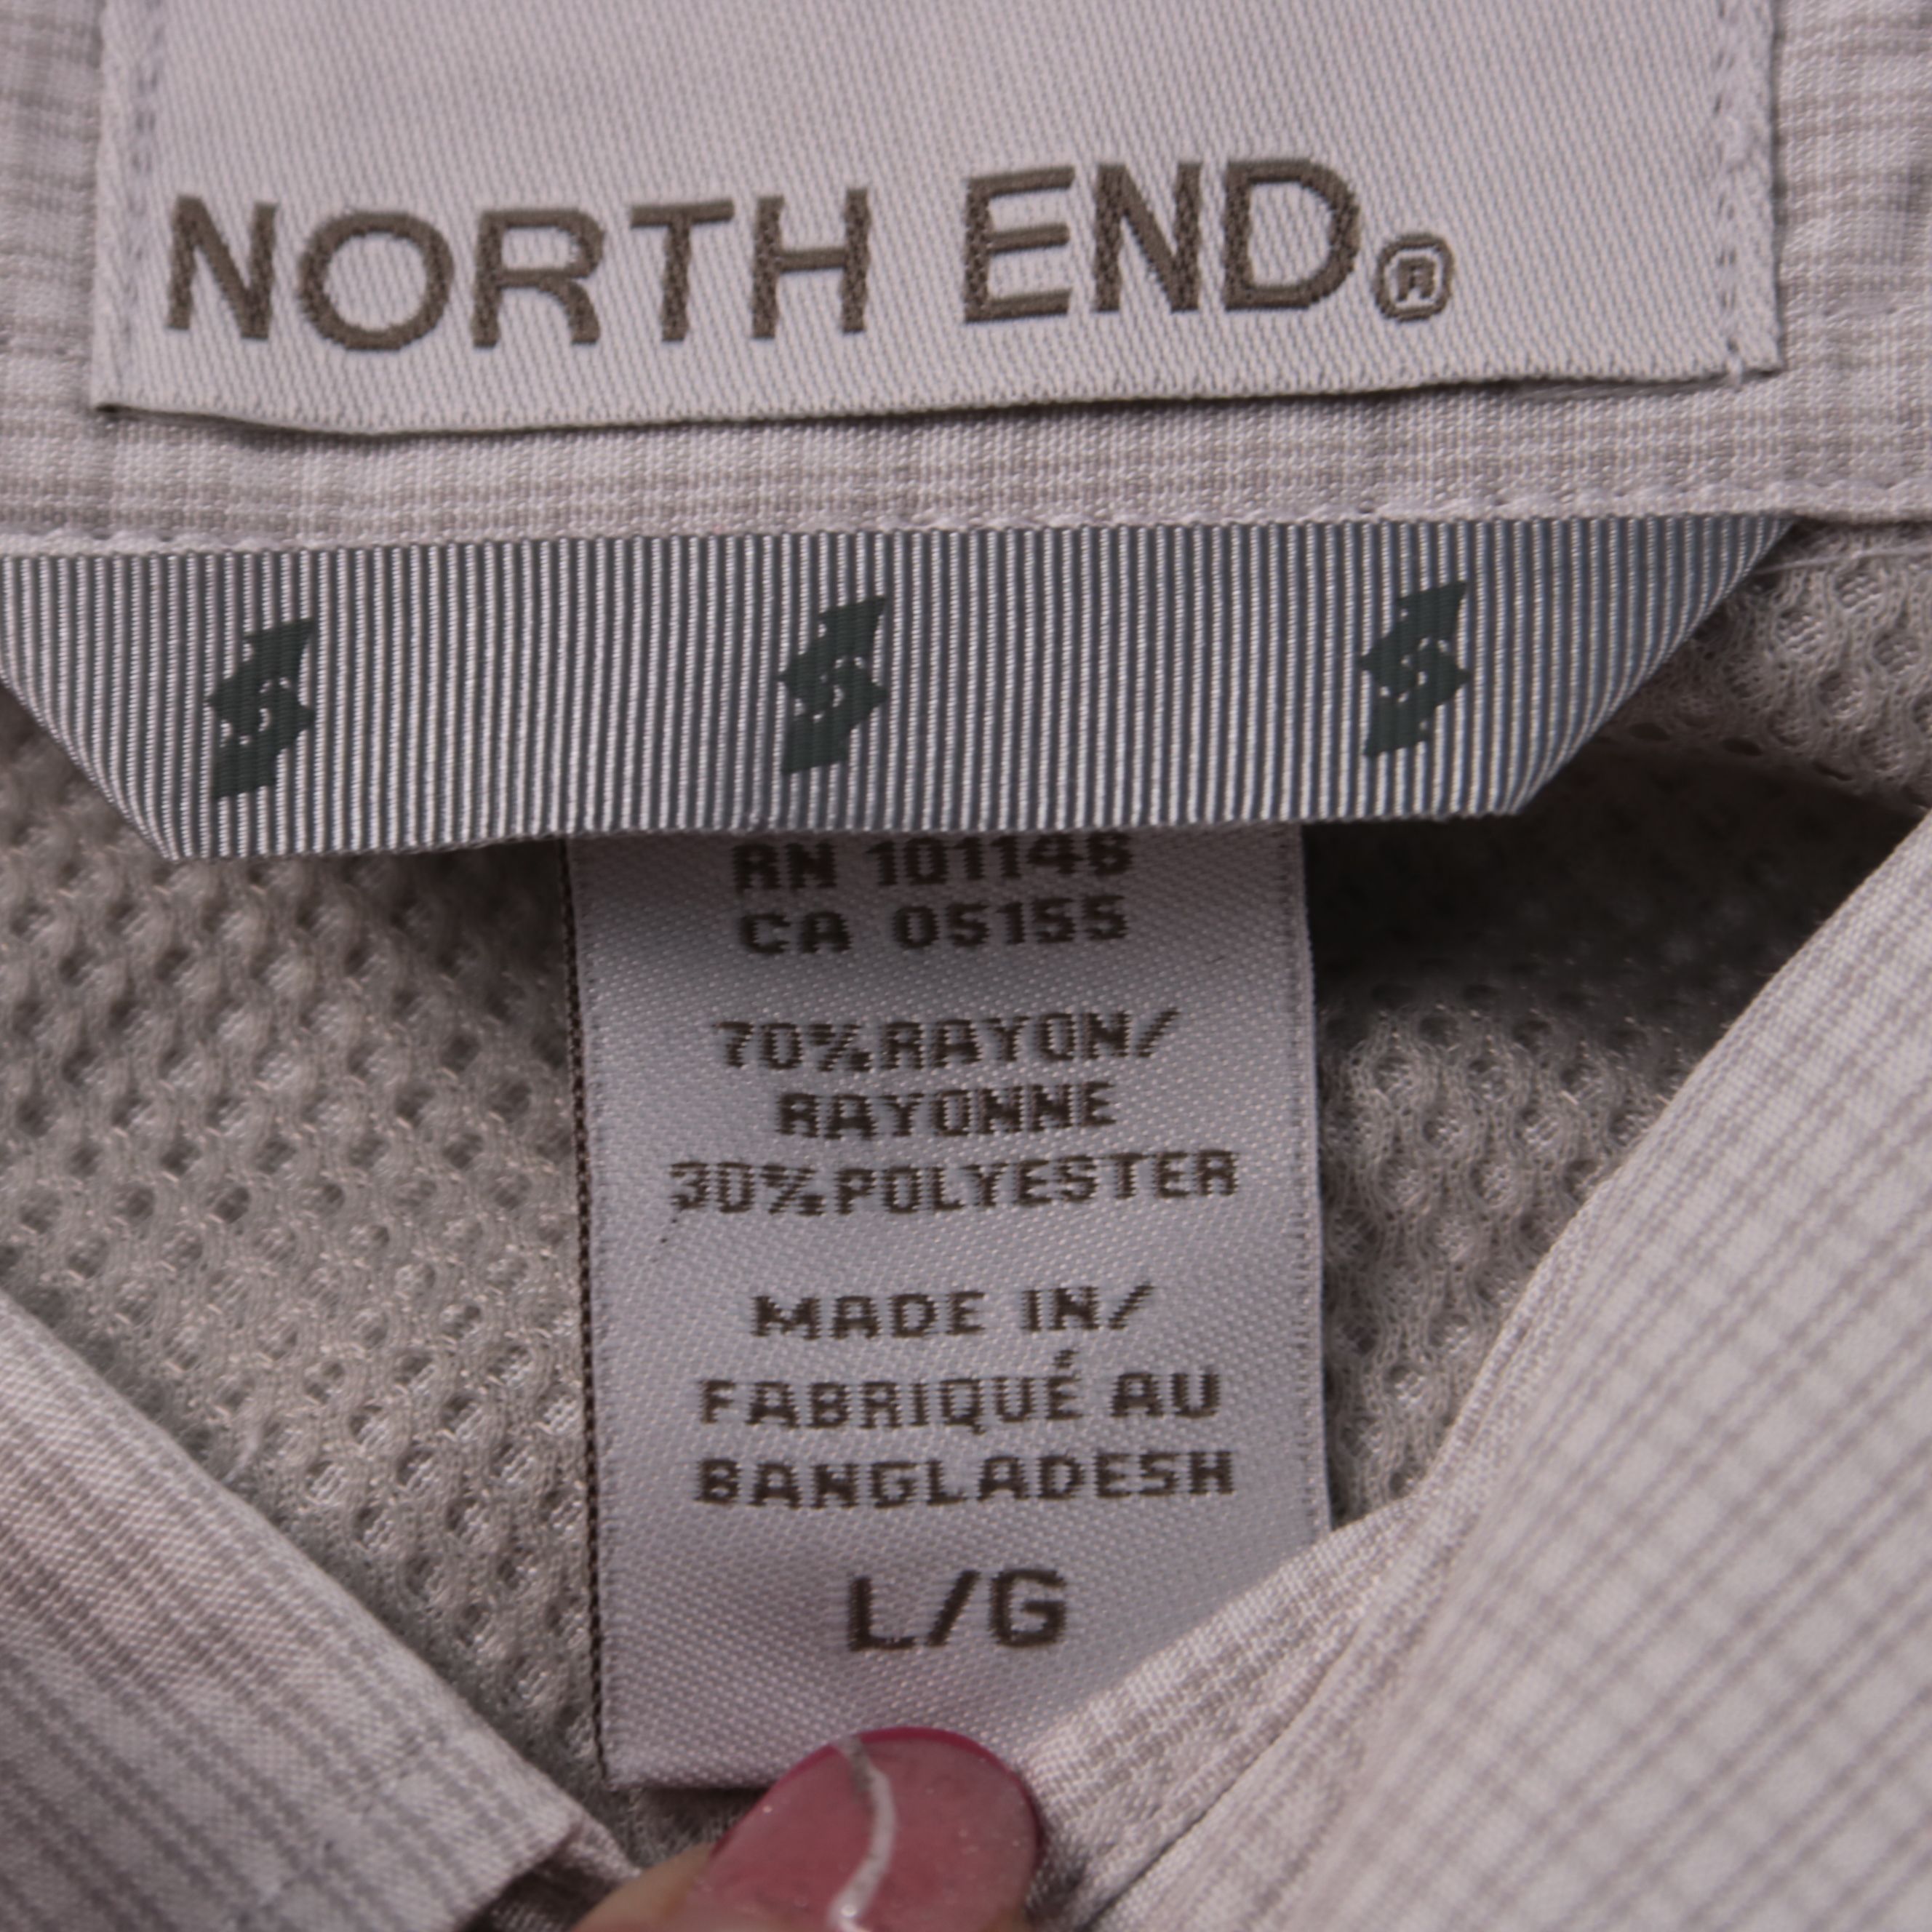 NORTH END®
RN 101146
CA 05155
70%RAYON/
RAYONNE
30%POLYESTER
MADE IN/
FABRIQUÉ AU
BANGLADESH
L/G